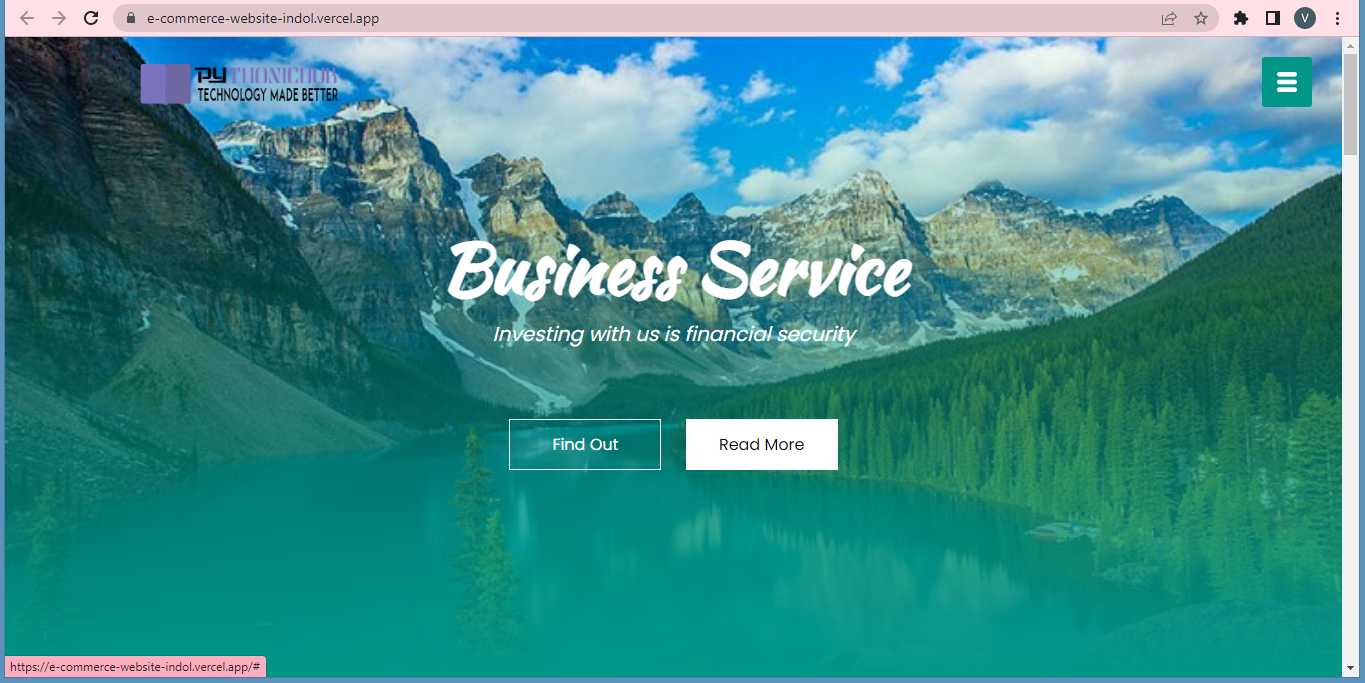 e-commerce-website-indol.vercel.app
V
PYTHONICHUB
TECHNOLOGY MADE BETTER
Business Service
Investing with us is financial security
Find Out
Read More
https://e-commerce-website-indol.vercel.app/#